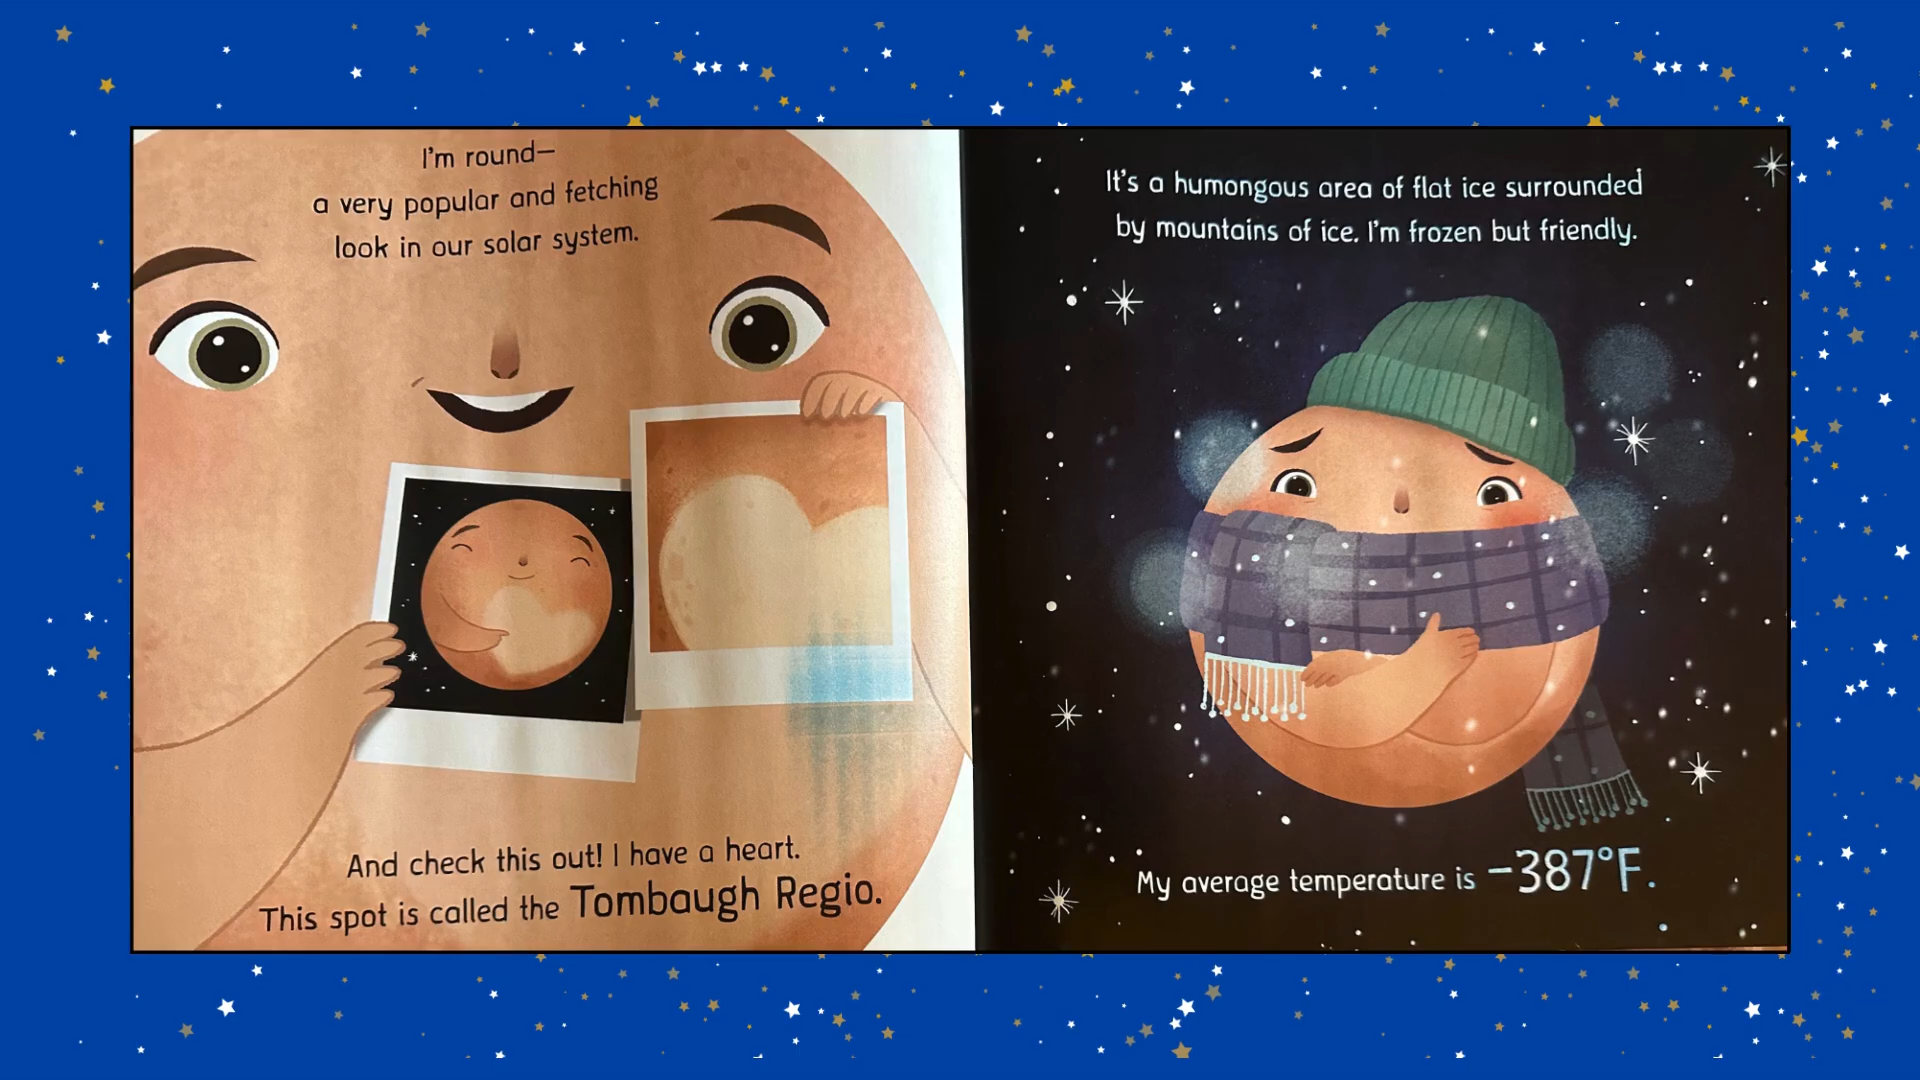 I'm round—
a very popular and fetching
look in our solar system.
And check this out! I have a heart.
This spot is called the Tombaugh Regio.
It's a humongous area of flat ice surrounded
by mountains of ice. I'm frozen but friendly.
My average temperature is −387°F.